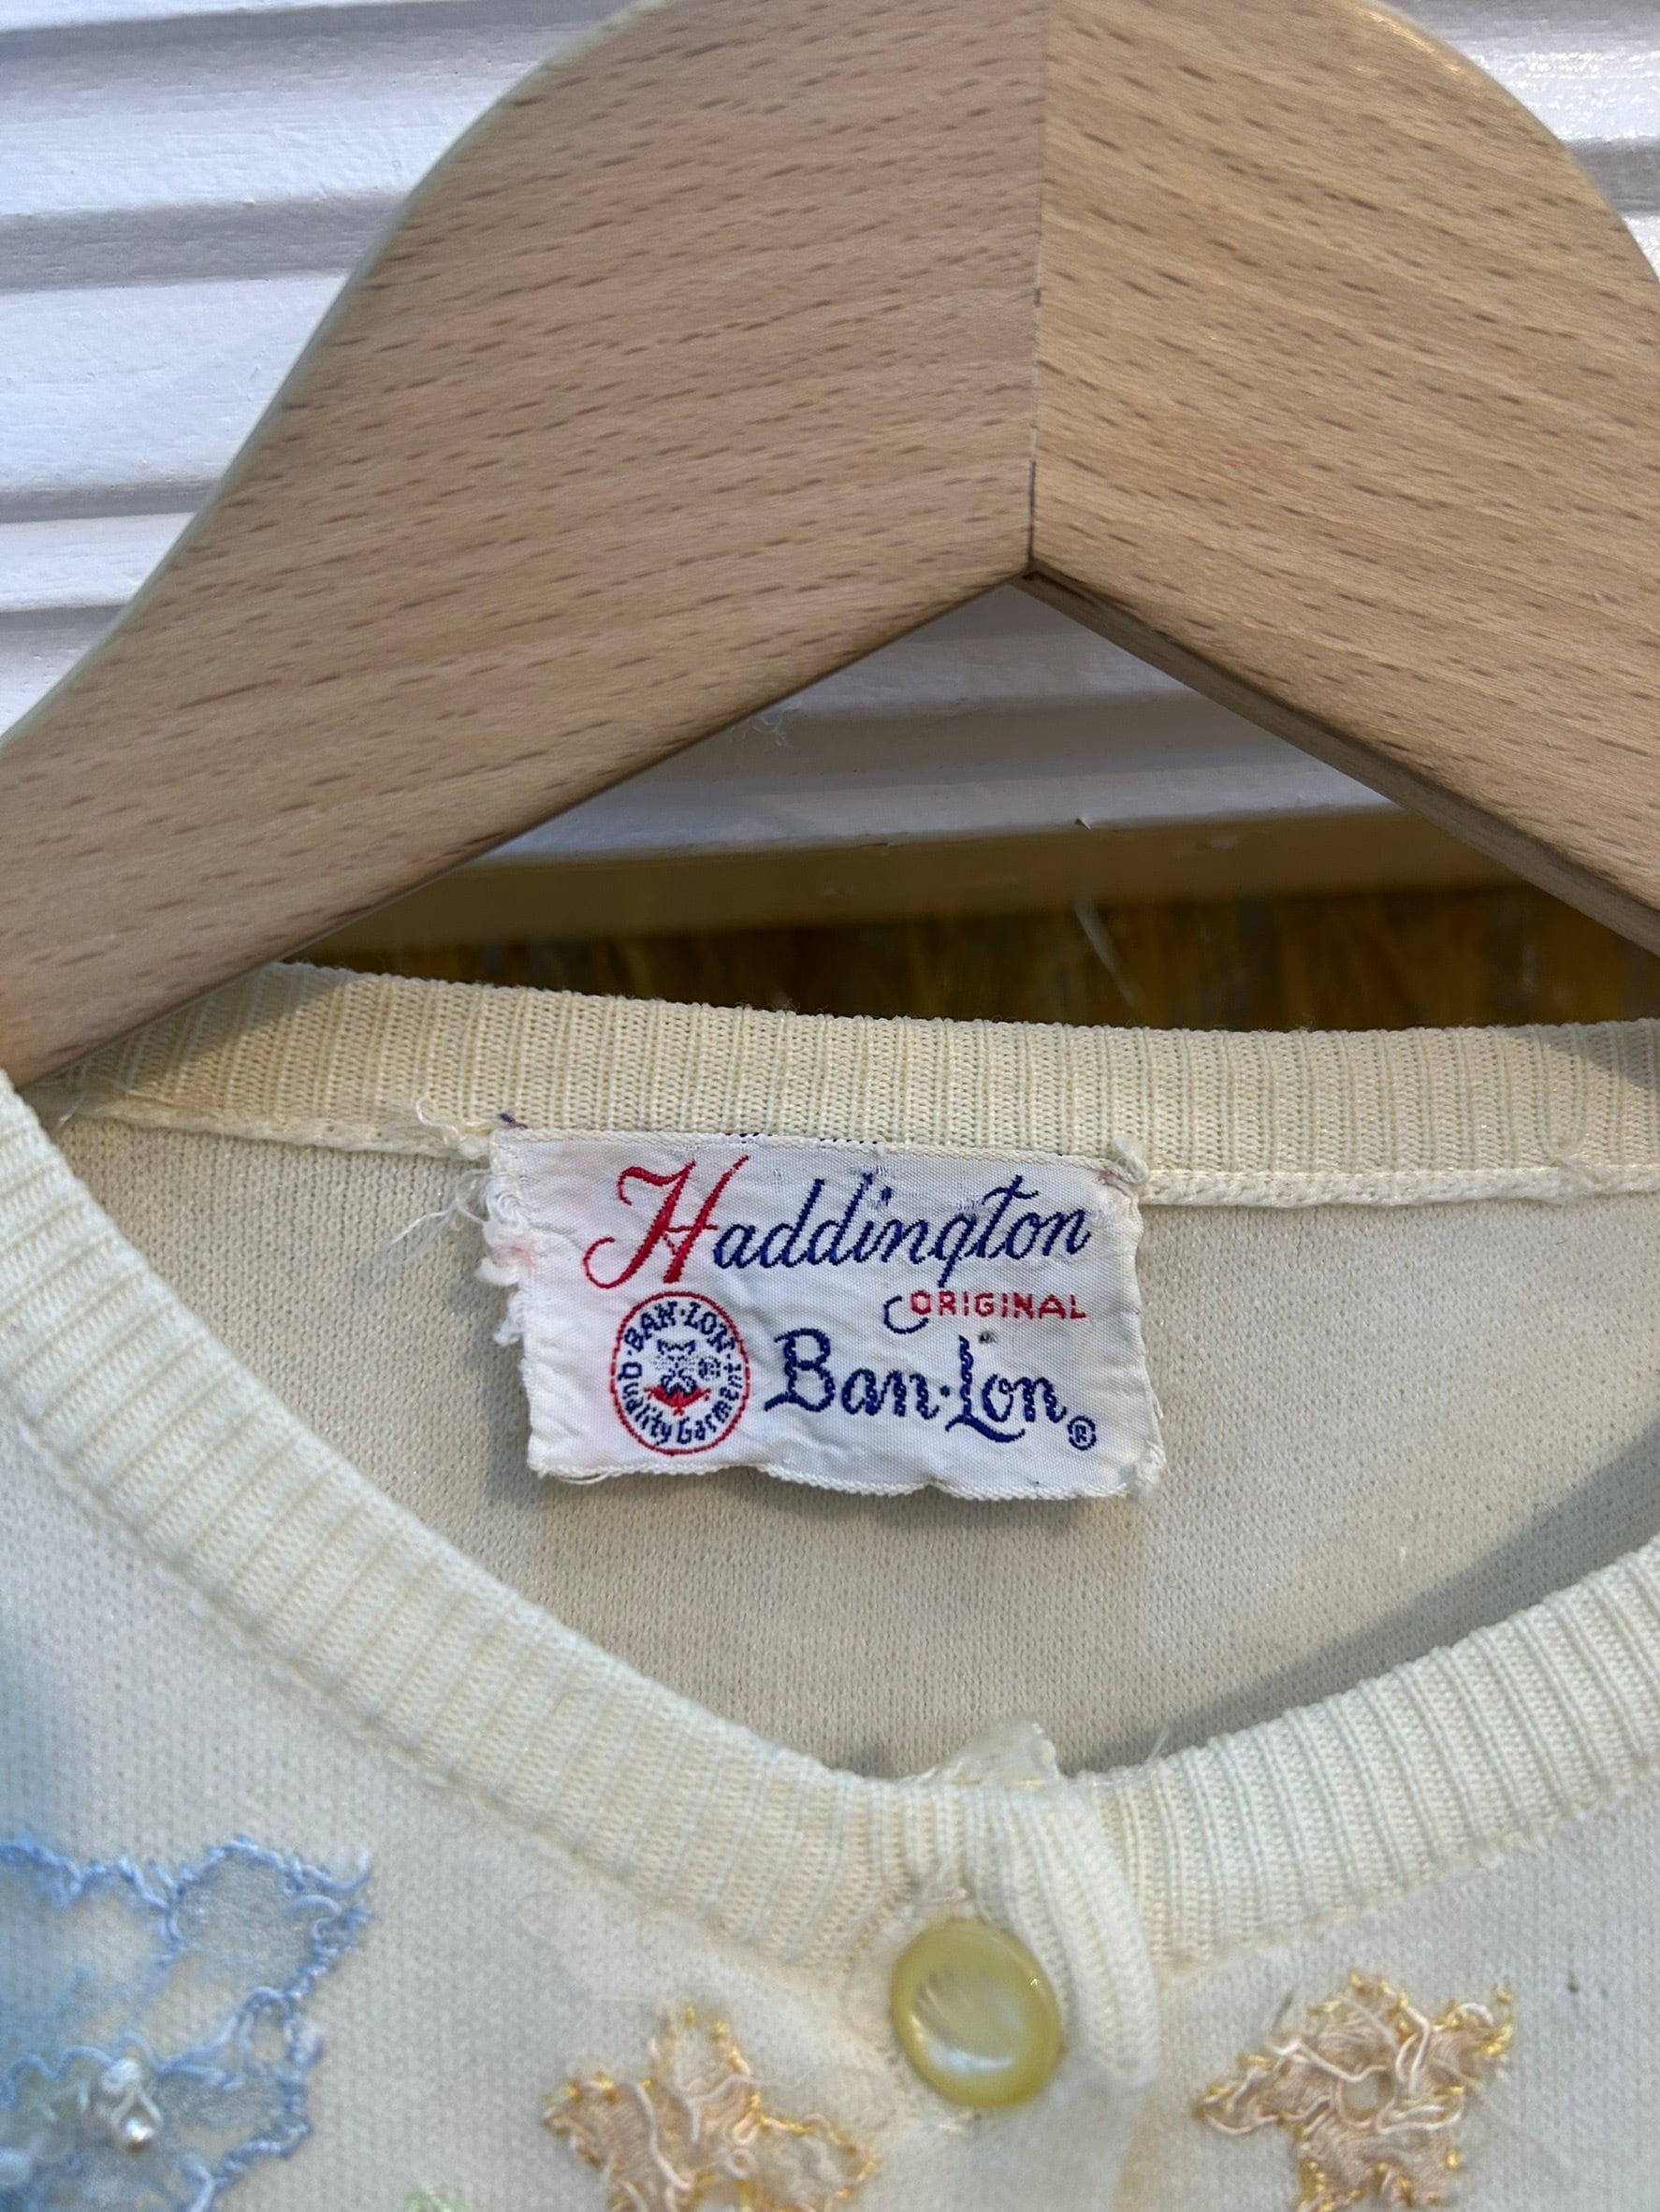 Haddington
ORIGINAL
·BAN·LON·
Quality Garment
®
Ban·Lon®